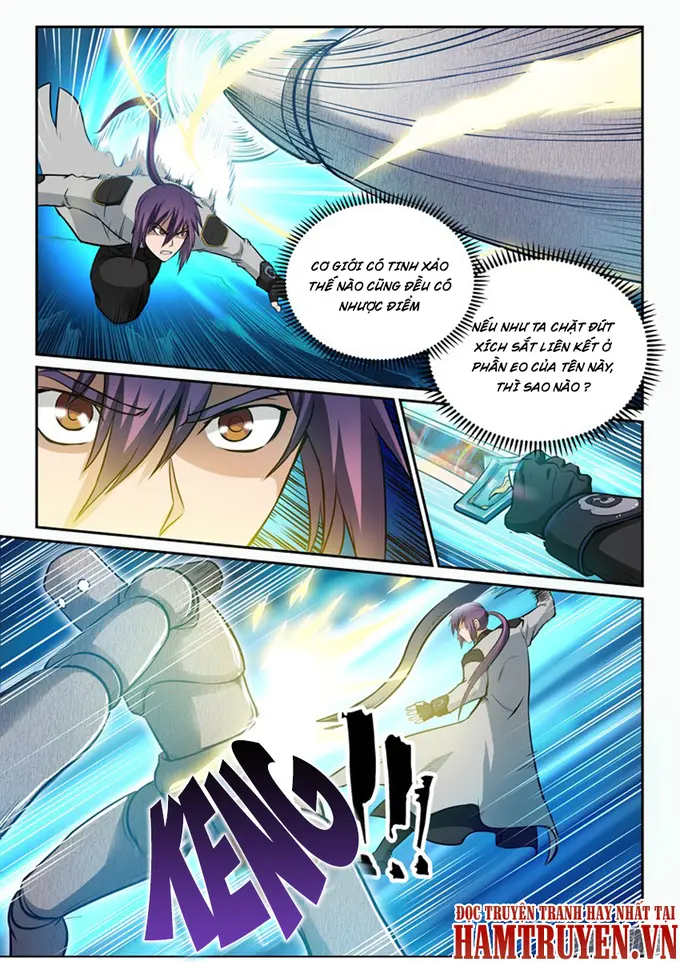 CƠ GIỚI CÓ TINH XẢO
THẾ NÀO CŨNG ĐỀU CÓ
NHƯỢC ĐIỂM
NẾU NHƯ TA CHẶT ĐỨT
XÍCH SẮT LIÊN KẾT Ở
PHẦN EO CỦA TÊN NÀY,
THÌ SAO NÀO ?
KENG!!
ĐỌC TRUYỆN TRANH HAY NHẤT TẠI
HAMTRUYEN.VN